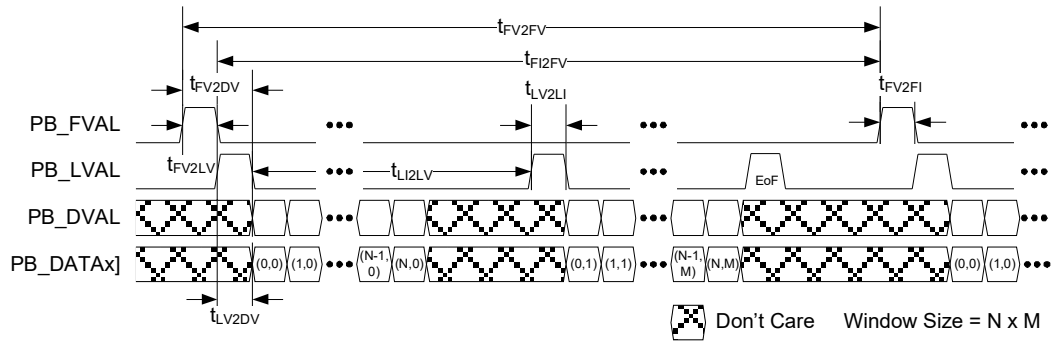 tFV2FV
tFI2FV
tFV2DV
tLV2LI
tFV2FI
PB_FVAL
tFV2LV
tLI2LV
PB_LVAL
EoF
PB_DVAL
PB_DATAx]
(0,0) (1,0) (N-1, 0) (N,0) (0,1) (1,1) (N-1, M) (N,M) (0,0) (1,0)
tLV2DV
Don't Care Window Size = N x M